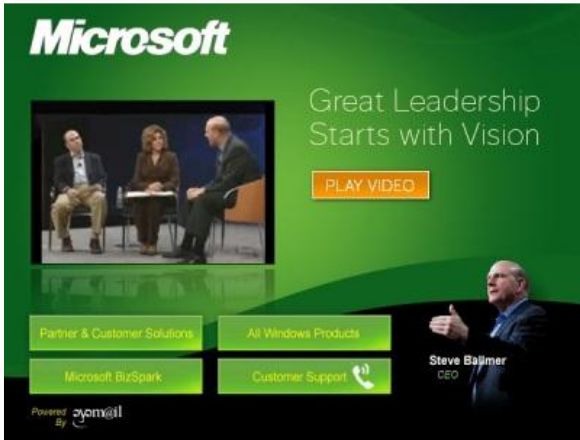 Microsoft
Great Leadership
Starts with Vision
PLAY VIDEO
Partner & Customer Solutions
All Windows Products
Microsoft BizSpark
Customer Support
Steve Ballmer
CEO
Powered
By